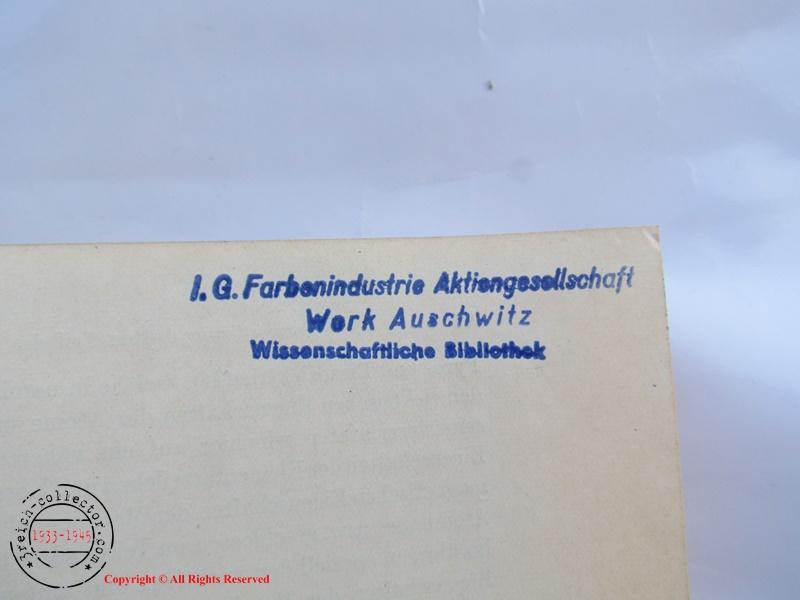 I. G. Farbenindustrie Aktiengesellschaft
Werk Auschwitz
Wissenschaftliche Bibliothek
3reich-collector.com
1933-1945
Copyright © All Rights Reserved